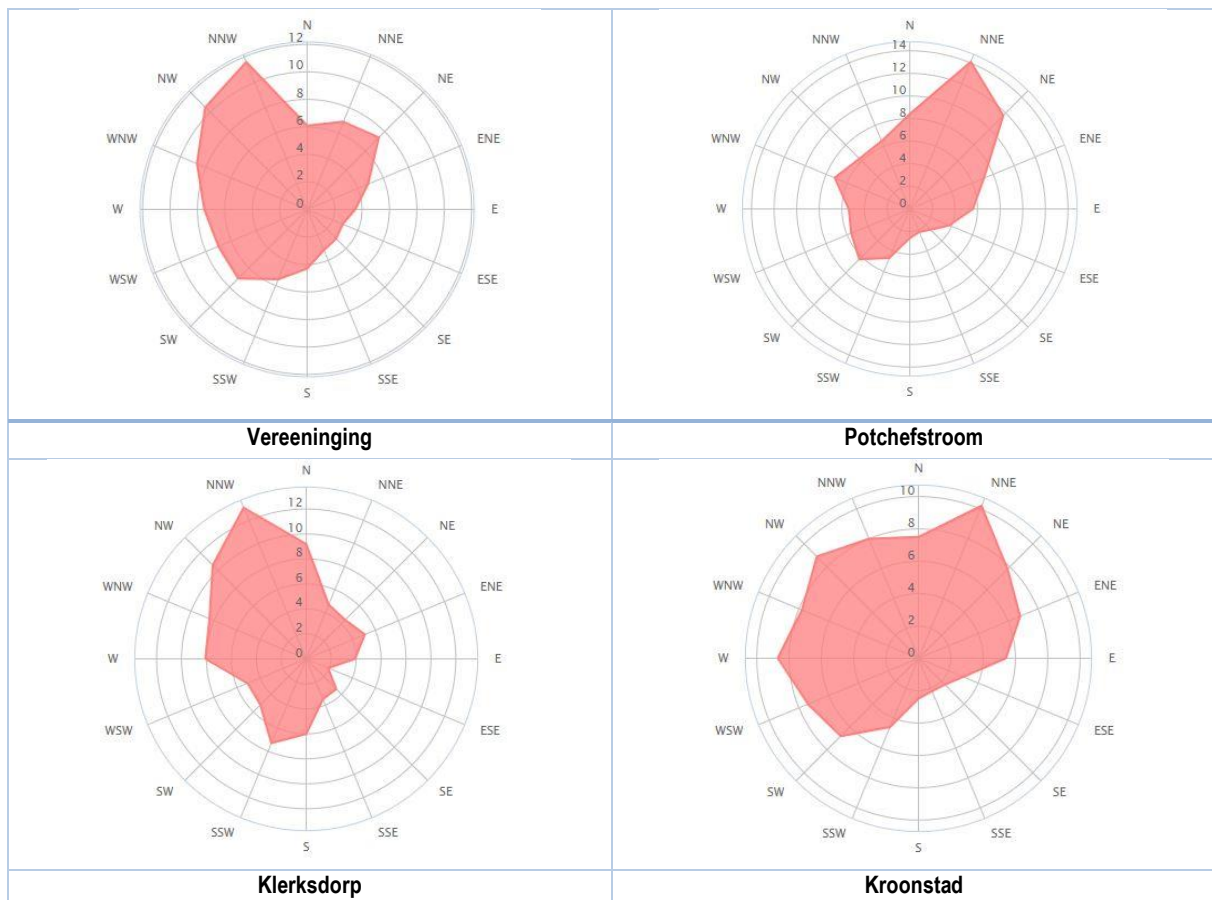 N
NNW 12 NNE
10
NW NE
8
6
WNW ENE
4
2
W 0 E
WSW ESE
SW SE
SSW SSE
S
N
NNW 14 NNE
12
NW NE
10
8
WNW 6 ENE
4
2
W 0 E
WSW ESE
SW SE
SSW SSE
S
Vereeninging Potchefstroom
N
NNW NNE
12
NW 10 NE
8
WNW 6 ENE
4
2
W 0 E
WSW ESE
SW SE
SSW SSE
S
N
NNW 10 NNE
NW 8 NE
6
WNW ENE
4
2
W 0 E
WSW ESE
SW SE
SSW SSE
S
Klerksdorp Kroonstad